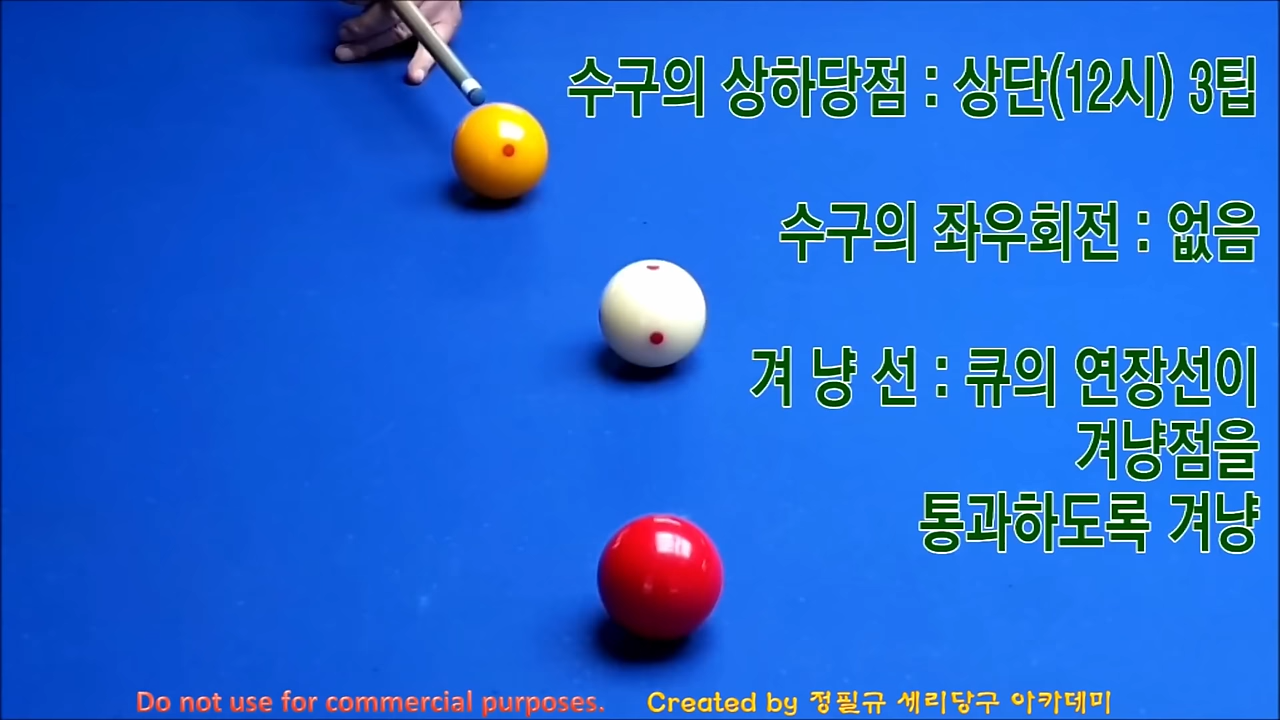 수구의 상하당점 : 상단(12시) 3팁
수구의 좌우회전 : 없음
겨 냥 선 : 큐의 연장선이
겨냥점을
통과하도록 겨냥
Do not use for commercial purposes. Created by 정필규 세리당구 아카데미